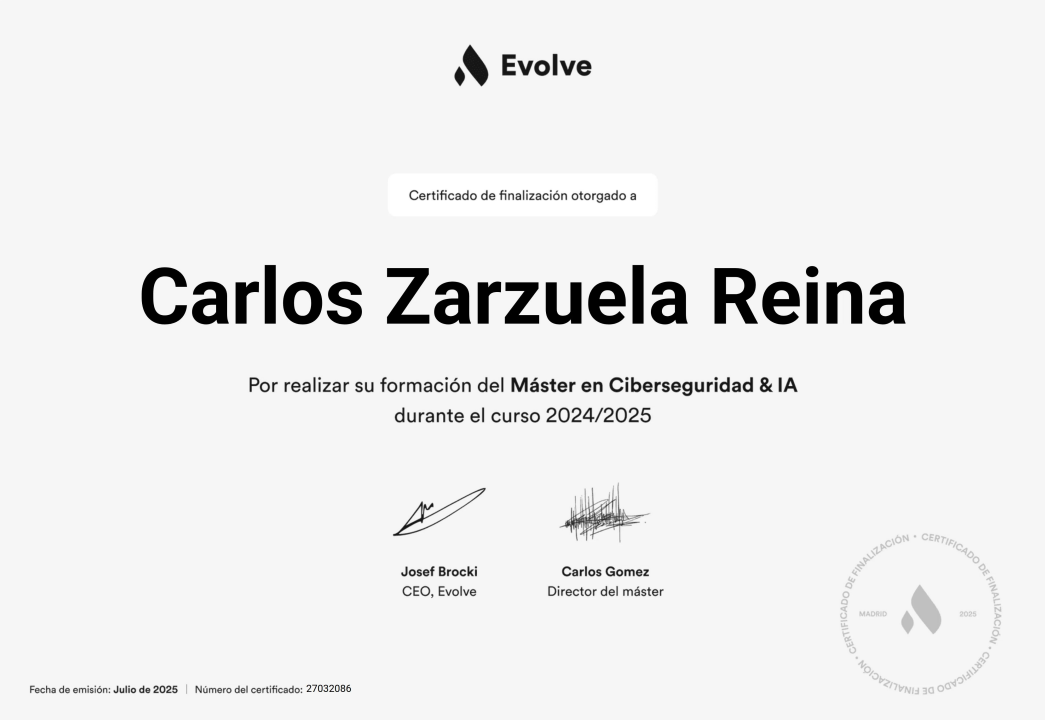 Evolve
Certificado de finalización otorgado a
Carlos Zarzuela Reina
Por realizar su formación del Máster en Ciberseguridad & IA
durante el curso 2024/2025
Josef Brocki
CEO, Evolve
Carlos Gomez
Director del máster
CERTIFICADO DE FINALIZACIÓN • CERTIFICADO DE FINALIZACIÓN • CERTIFICADO DE FINALIZACIÓN •
MADRID
2025
Fecha de emisión: Julio de 2025 | Número del certificado: 27032086